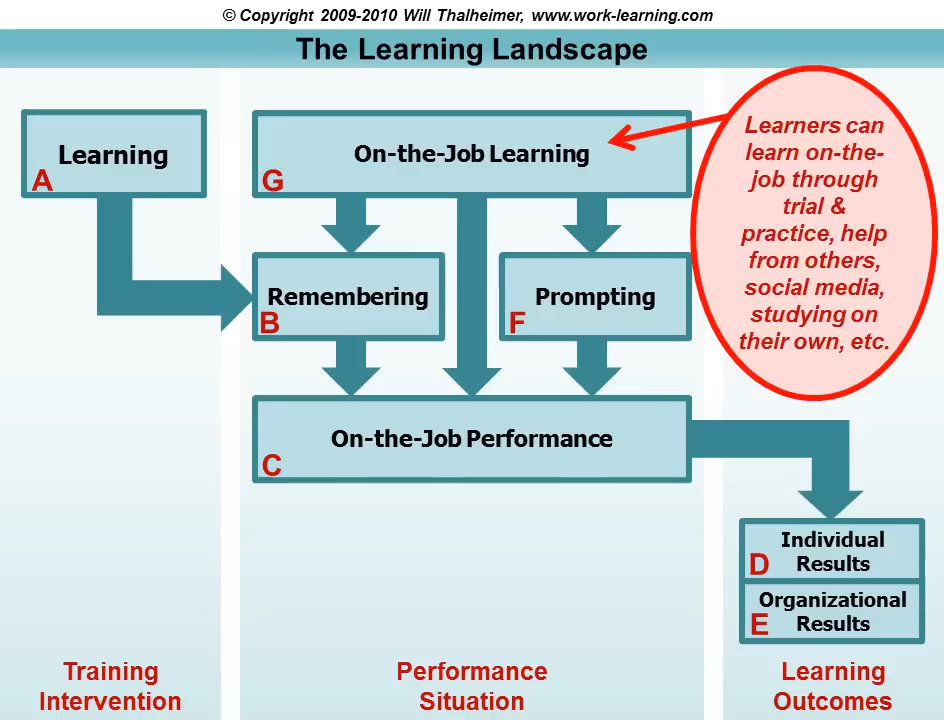 © Copyright 2009-2010 Will Thalheimer, www.work-learning.com
The Learning Landscape
Learning
A
On-the-Job Learning
G
Learners can
learn on-the-
job through
trial &
practice, help
from others,
social media,
studying on
their own, etc.
Remembering
B
Prompting
F
On-the-Job Performance
C
Individual
Results
D
Organizational
Results
E
Training
Intervention
Performance
Situation
Learning
Outcomes